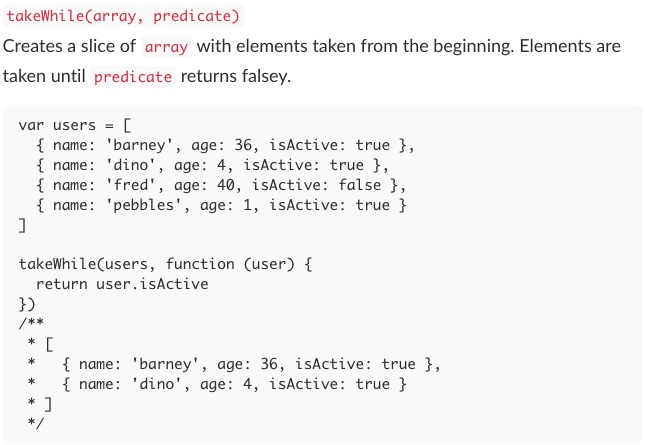 takeWhile(array, predicate)
Creates a slice of array with elements taken from the beginning. Elements are
taken until predicate returns falsey.
var users = [
  { name: 'barney', age: 36, isActive: true },
  { name: 'dino', age: 4, isActive: true },
  { name: 'fred', age: 40, isActive: false },
  { name: 'pebbles', age: 1, isActive: true }
]
takeWhile(users, function (user) {
  return user.isActive
})
/**
 * [
 *   { name: 'barney', age: 36, isActive: true },
 *   { name: 'dino', age: 4, isActive: true }
 * ]
 */